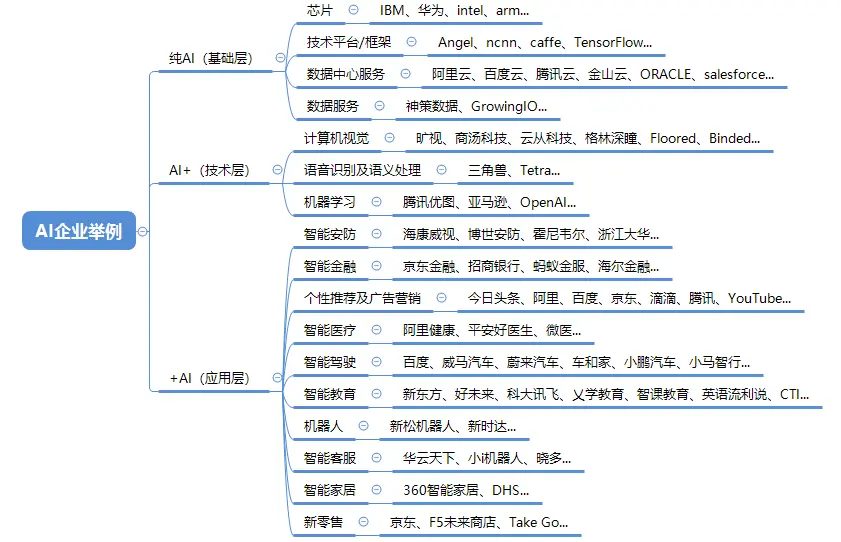 AI企业举例
纯AI（基础层）
芯片
IBM、华为、intel、arm...
技术平台/框架
Angel、ncnn、caffe、TensorFlow...
数据中心服务
阿里云、百度云、腾讯云、金山云、ORACLE、salesforce...
数据服务
神策数据、GrowingIO...
AI+（技术层）
计算机视觉
旷视、商汤科技、云从科技、格林深瞳、Floored、Binded...
语音识别及语义处理
三角兽、Tetra...
机器学习
腾讯优图、亚马逊、OpenAI...
+AI（应用层）
智能安防
海康威视、博世安防、霍尼韦尔、浙江大华...
智能金融
京东金融、招商银行、蚂蚁金服、海尔金融...
个性推荐及广告营销
今日头条、阿里、百度、京东、滴滴、腾讯、YouTube...
智能医疗
阿里健康、平安好医生、微医...
智能驾驶
百度、威马汽车、蔚来汽车、车和家、小鹏汽车、小马智行...
智能教育
新东方、好未来、科大讯飞、乂学教育、智课教育、英语流利说、CTI...
机器人
新松机器人、新时达...
智能客服
华云天下、小i机器人、晓多...
智能家居
360智能家居、DHS...
新零售
京东、F5未来商店、Take Go...